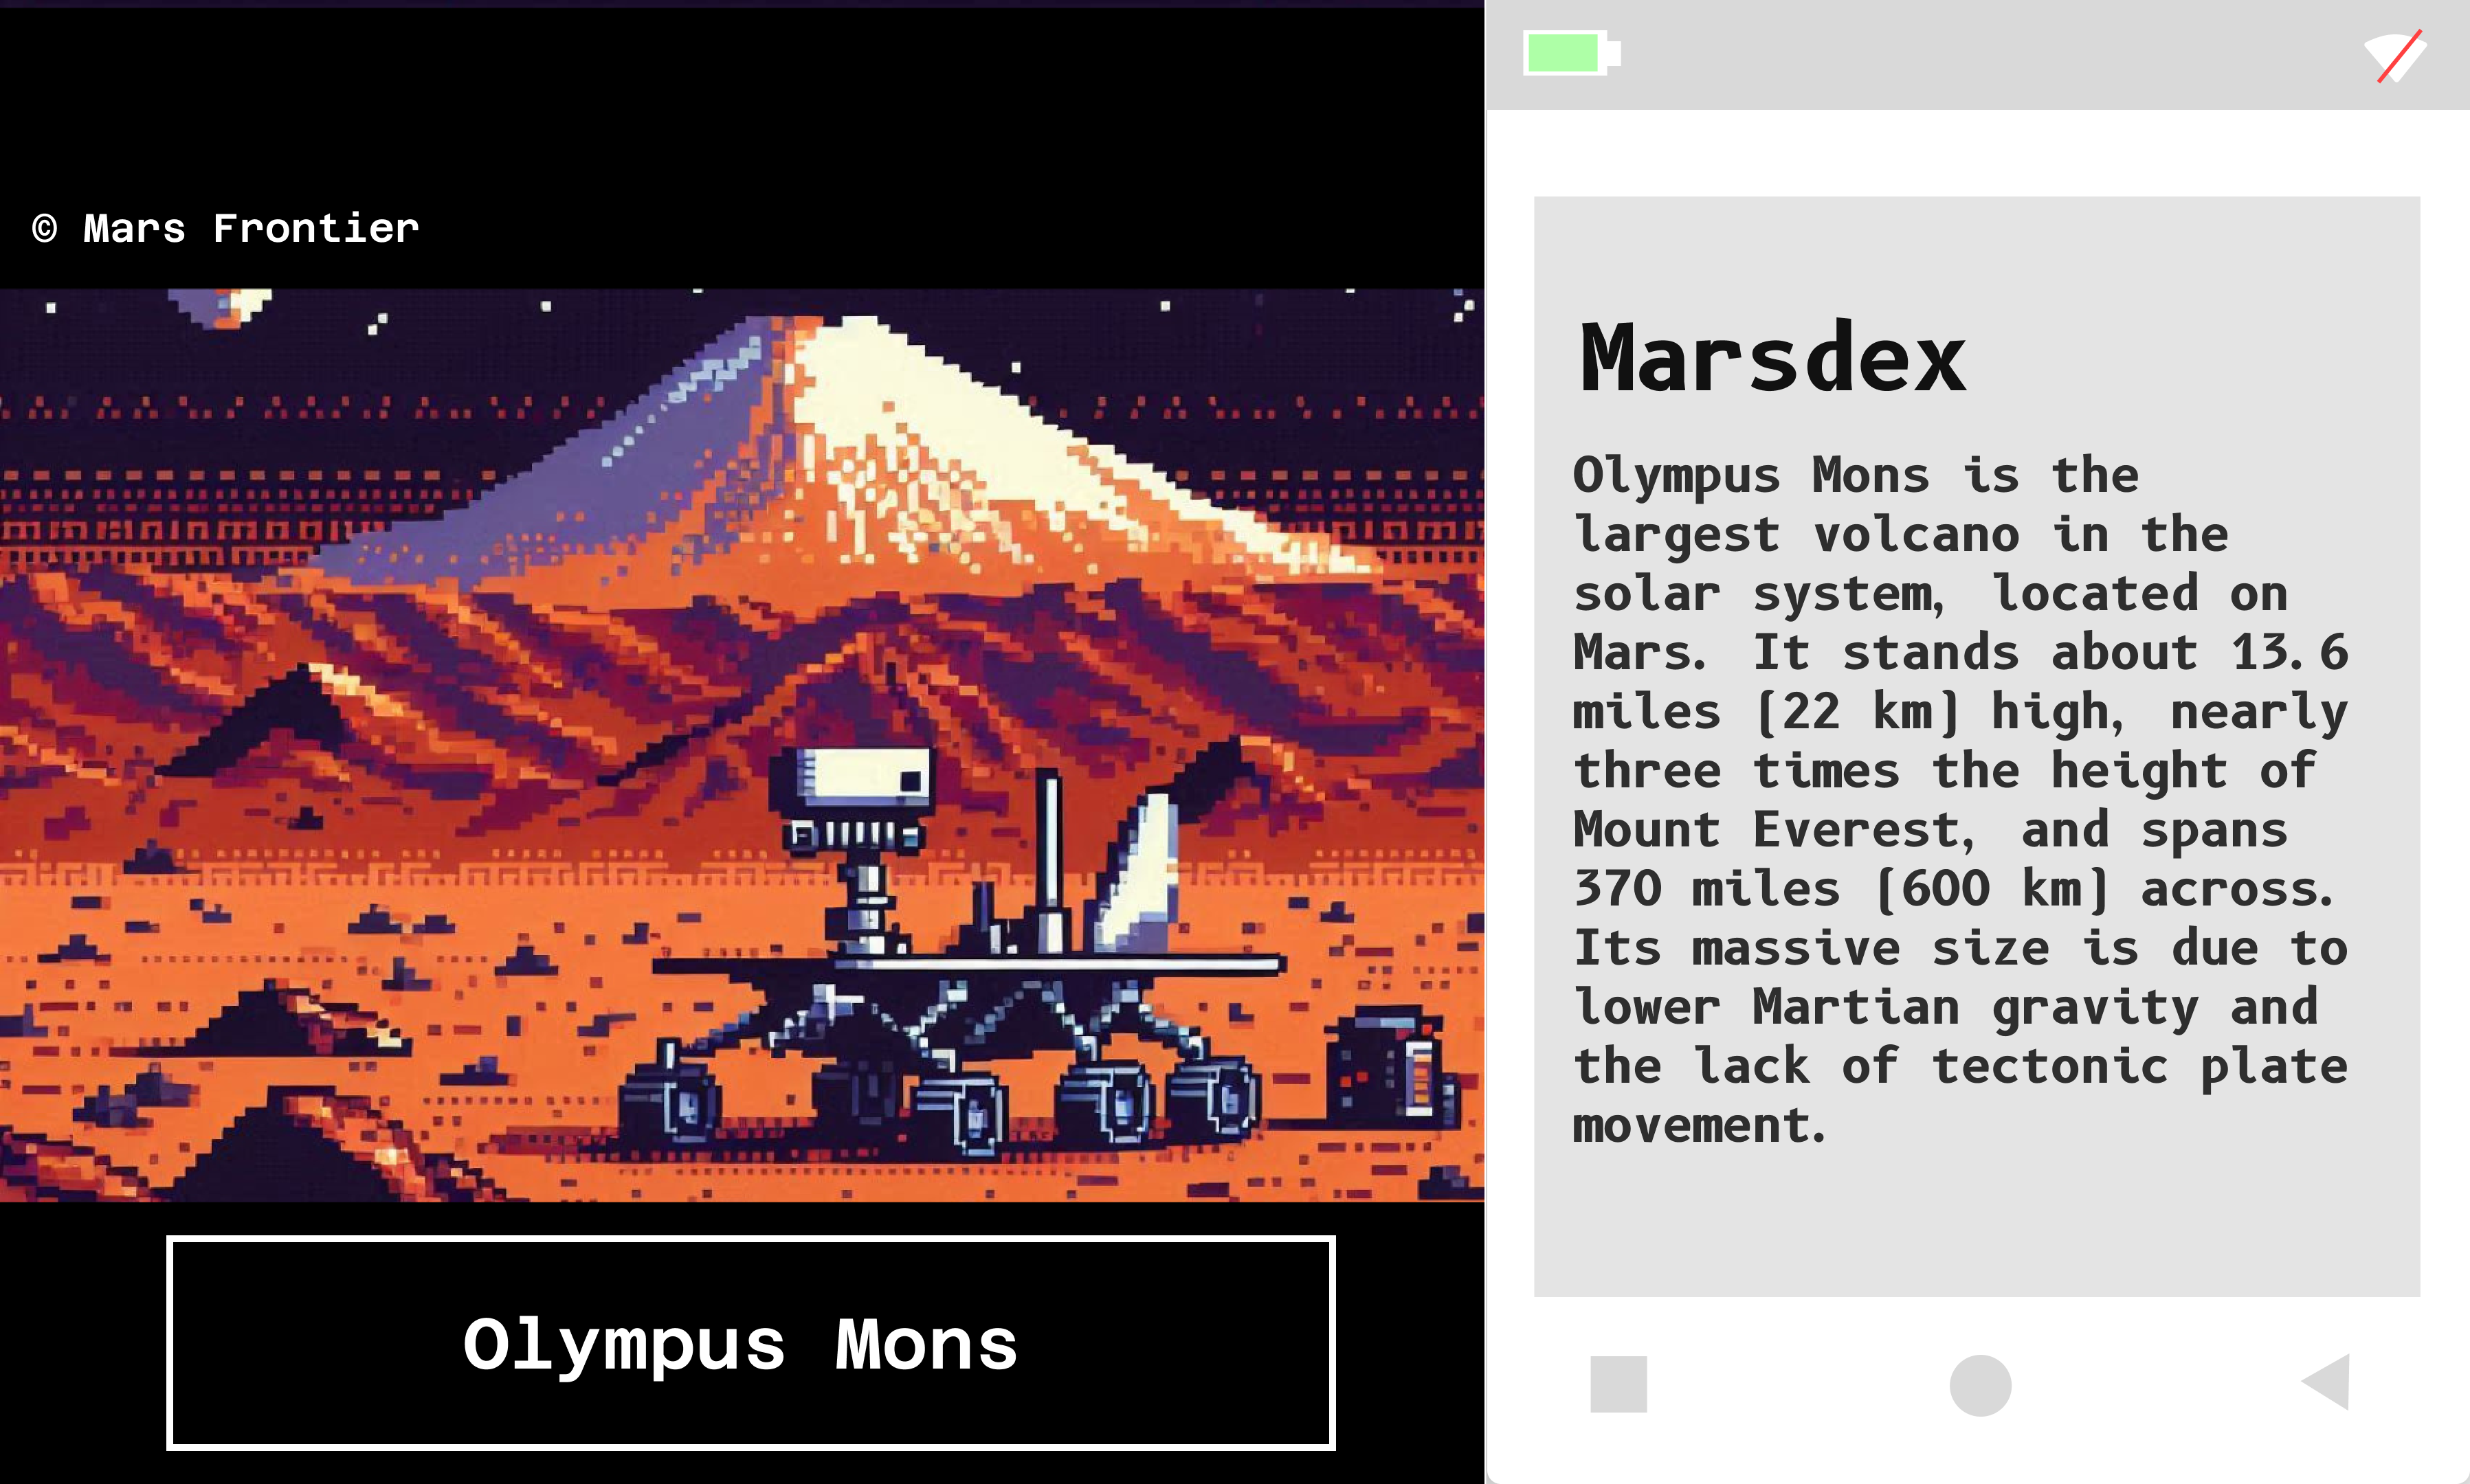 © Mars Frontier
Olympus Mons
Marsdex
Olympus Mons is the
largest volcano in the
solar system, located on
Mars. It stands about 13.6
miles (22 km) high, nearly
three times the height of
Mount Everest, and spans
370 miles (600 km) across.
Its massive size is due to
lower Martian gravity and
the lack of tectonic plate
movement.